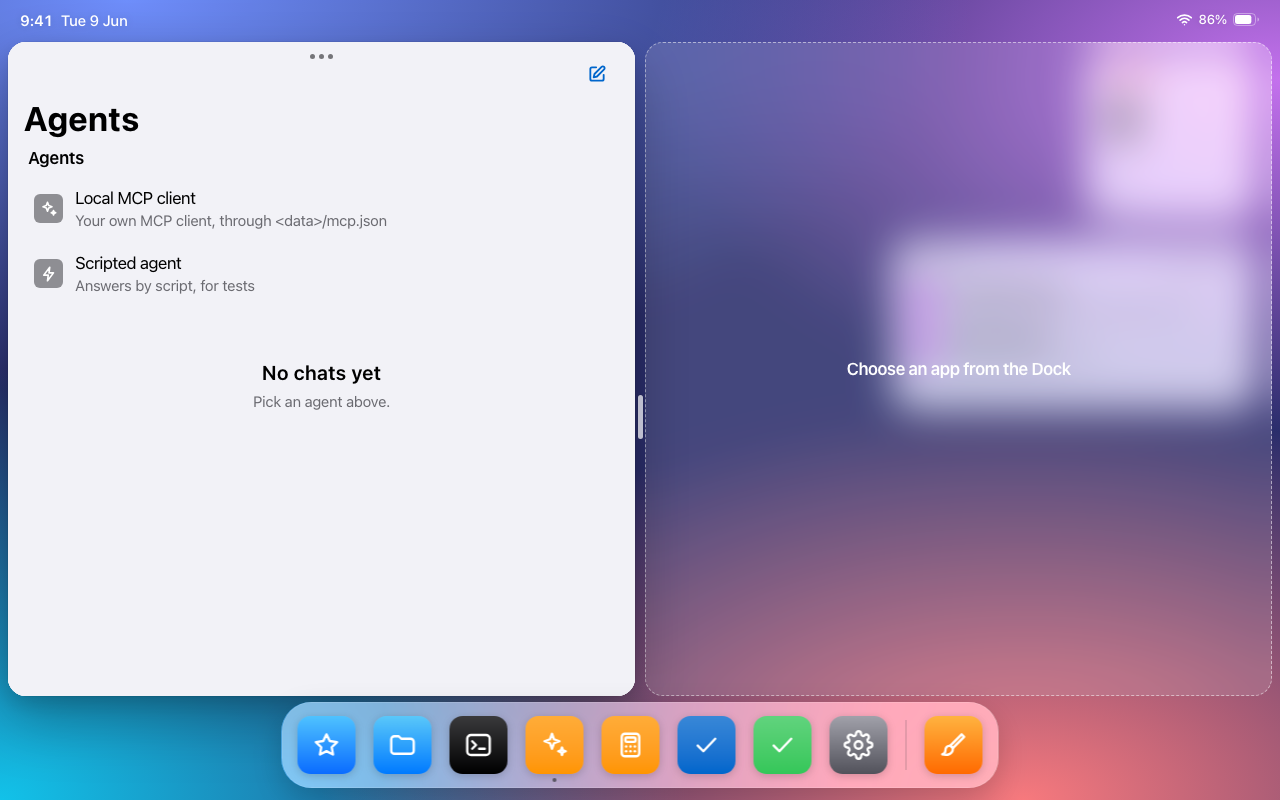 9:41 Tue 9 Jun
86%
Agents
Agents
Local MCP client
Your own MCP client, through <data>/mcp.json
Scripted agent
Answers by script, for tests
No chats yet
Pick an agent above.
Choose an app from the Dock